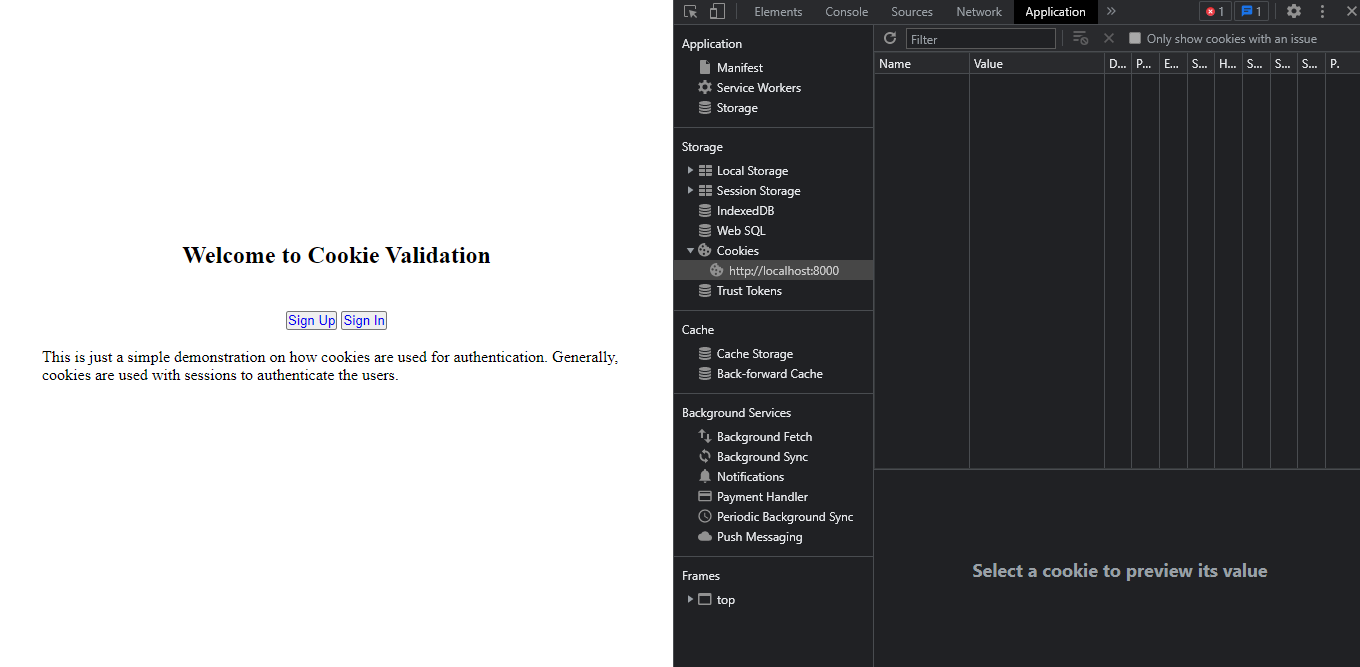 Welcome to Cookie Validation
Sign Up Sign In
This is just a simple demonstration on how cookies are used for authentication. Generally,
cookies are used with sessions to authenticate the users.
Elements Console Sources Network Application » 1 1
Application
Manifest
Service Workers
Storage
Storage
Local Storage
Session Storage
IndexedDB
Web SQL
Cookies
http://localhost:8000
Trust Tokens
Cache
Cache Storage
Back-forward Cache
Background Services
Background Fetch
Background Sync
Notifications
Payment Handler
Periodic Background Sync
Push Messaging
Frames
top
Filter Only show cookies with an issue
Name Value D... P... E... S... H... S... S... S... P.
Select a cookie to preview its value